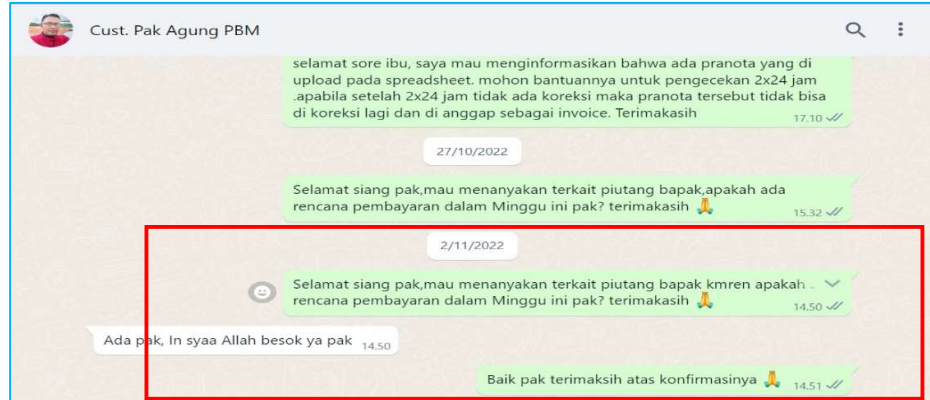 Cust. Pak Agung PBM
selamat sore ibu, saya mau menginformasikan bahwa ada pranota yang di
upload pada spreadsheet. mohon bantuannya untuk pengecekan 2x24 jam
.apabila setelah 2x24 jam tidak ada koreksi maka pranota tersebut tidak bisa
di koreksi lagi dan di anggap sebagai invoice. Terimakasih
17.10
27/10/2022
Selamat siang pak,mau menanyakan terkait piutang bapak,apakah ada
rencana pembayaran dalam Minggu ini pak? terimakasih 🙏
15.32
2/11/2022
Selamat siang pak,mau menanyakan terkait piutang bapak kmren apakah
rencana pembayaran dalam Minggu ini pak? terimakasih 🙏
14.50
Ada pak, In syaa Allah besok ya pak 14.50
Baik pak terimaksih atas konfirmasinya 🙏 14.51